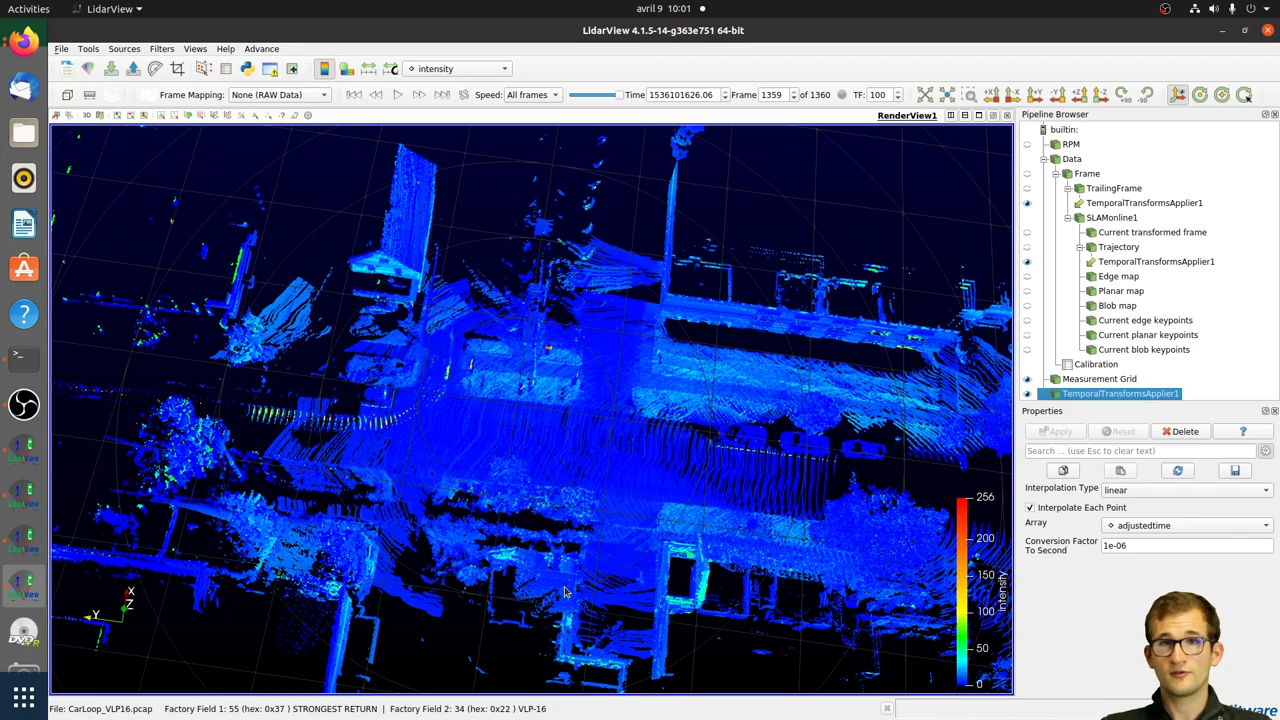 Activities
LidarView
avril 9 10:01
LidarView 4.1.5-14-g363e751 64-bit
File Tools Sources Filters Views Help Advance
intensity
Frame Mapping: None (RAW Data)
Speed: All frames
Time 1536101626.06
Frame 1359 of 1360
TF: 100
+90
-90
3D
RenderView1
Pipeline Browser
builtin:
RPM
Data
Frame
TrailingFrame
TemporalTransformsApplier1
SLAMonline1
Current transformed frame
Trajectory
TemporalTransformsApplier1
Edge map
Planar map
Blob map
Current edge keypoints
Current planar keypoints
Current blob keypoints
Calibration
Measurement Grid
TemporalTransformsApplier1
Properties
Apply Reset Delete ?
Search ... (use Esc to clear text)
Interpolation Type linear
Interpolate Each Point
Array adjustedtime
Conversion Factor
To Second
1e-06
256
200
150
100
50
0
intensity
X
Y
Z
File: CarLoop_VLP16.pcap Factory Field 1: 55 (hex: 0x37 ) STRONGEST RETURN | Factory Field 2: 34 (hex: 0x22 ) VLP-16